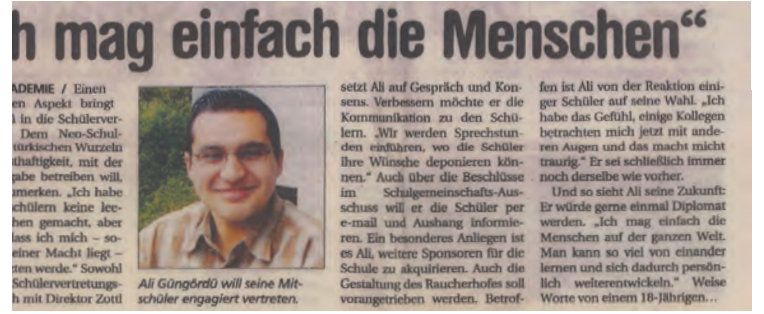 h mag einfach die Menschen“
ADEMIE / Einen
en Aspekt bringt
in die Schülerver-
Dem Neo-Schul-
türkischen Wurzeln
thaftigkeit, mit der
abe betreiben will,
merken. „Ich habe
chülern keine lee-
hen gemacht, aber
lass ich mich – so-
einer Macht liegt –
ten werde.“ Sowohl
Schülervertretungs-
h mit Direktor Zottl
Ali Güngördü will seine Mit-
schüler engagiert vertreten.
setzt Ali auf Gespräch und Kon-
sens. Verbessern möchte er die
Kommunikation zu den Schü-
lern. „Wir werden Sprechstun-
den einführen, wo die Schüler
ihre Wünsche deponieren kön-
nen.“ Auch über die Beschlüsse
im Schulgemeinschafts-Aus-
schuss will er die Schüler per
e-mail und Aushang informie-
ren. Ein besonderes Anliegen ist
es Ali, weitere Sponsoren für die
Schule zu akquirieren. Auch die
Gestaltung des Raucherhofes soll
vorangetrieben werden. Betrof-
fen ist Ali von der Reaktion eini-
ger Schüler auf seine Wahl. „Ich
habe das Gefühl, einige Kollegen
betrachten mich jetzt mit ande-
ren Augen und das macht micht
traurig.“ Er sei schließlich immer
noch derselbe wie vorher.
Und so sieht Ali seine Zukunft:
Er würde gerne einmal Diplomat
werden. „Ich mag einfach die
Menschen auf der ganzen Welt.
Man kann so viel von einander
lernen und sich dadurch persön-
lich weiterentwickeln.“ Weise
Worte von einem 18-Jährigen...